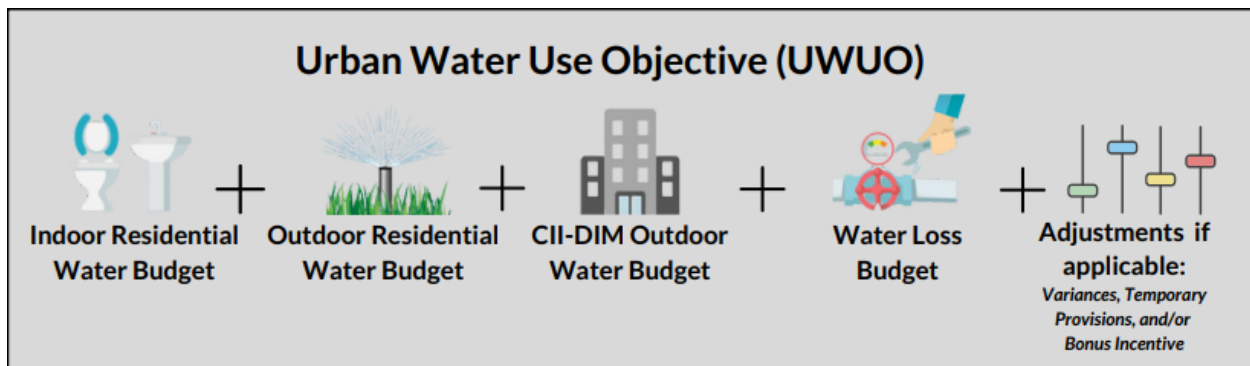 Urban Water Use Objective (UWUO)
Indoor Residential
Water Budget
+
Outdoor Residential
Water Budget
+
CII-DIM Outdoor
Water Budget
+
Water Loss
Budget
+
Adjustments if
applicable:
Variances, Temporary
Provisions, and/or
Bonus Incentive